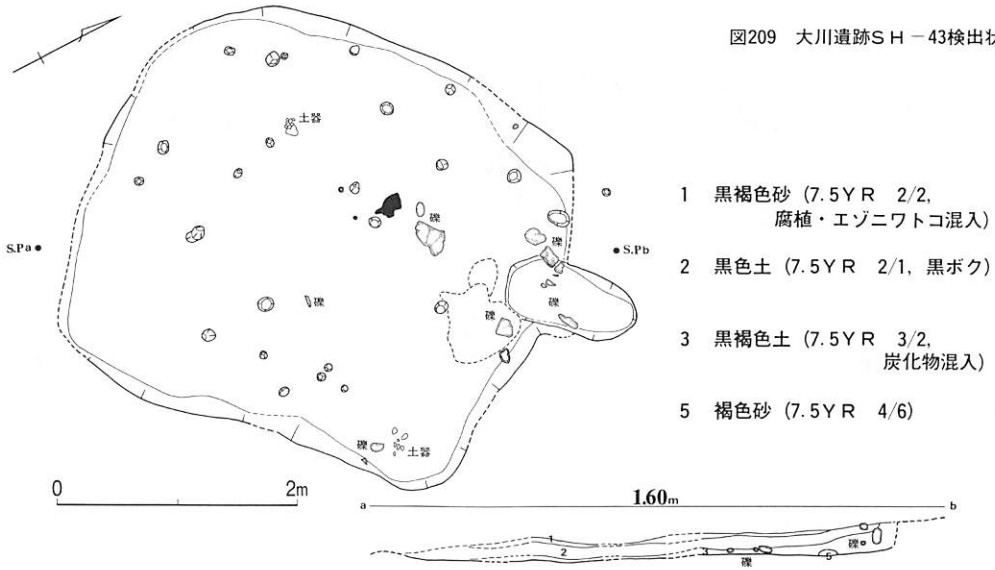 図209 大川遺跡SH-43検出状
土器
礫
S.Pa
S.Pb
礫
礫
礫
礫
礫
土器
1 黒褐色砂 (7.5YR 2/2,
腐植・エゾニワトコ混入)
2 黒色土 (7.5YR 2/1, 黒ボク)
3 黒褐色土 (7.5YR 3/2,
炭化物混入)
5 褐色砂 (7.5YR 4/6)
0 2m
1.60m
a b
1
2
3
5
礫
礫